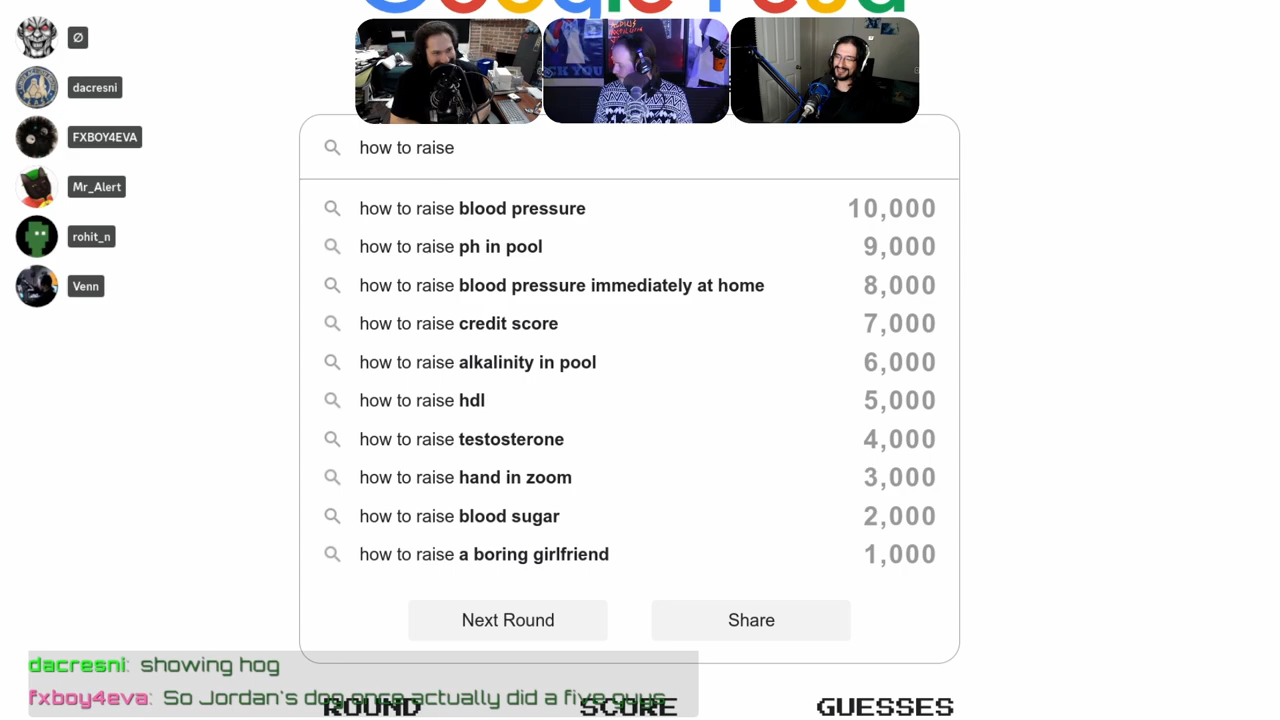 Google Feud
∅
dacresni
FXBOY4EVA
Mr_Alert
rohit_n
Venn
how to raise
how to raise blood pressure 10,000
how to raise ph in pool 9,000
how to raise blood pressure immediately at home 8,000
how to raise credit score 7,000
how to raise alkalinity in pool 6,000
how to raise hdl 5,000
how to raise testosterone 4,000
how to raise hand in zoom 3,000
how to raise blood sugar 2,000
how to raise a boring girlfriend 1,000
Next Round Share
dacresni: showing hog
fxboy4eva: So Jordan's dog once actually did a five guys
ROUND SCORE GUESSES